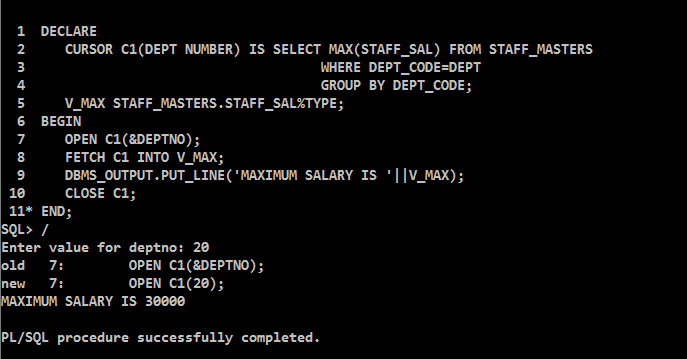 1  DECLARE
2     CURSOR C1(DEPT NUMBER) IS SELECT MAX(STAFF_SAL) FROM STAFF_MASTERS
3                                     WHERE DEPT_CODE=DEPT
4                                     GROUP BY DEPT_CODE;
5     V_MAX STAFF_MASTERS.STAFF_SAL%TYPE;
6  BEGIN
7     OPEN C1(&DEPTNO);
8     FETCH C1 INTO V_MAX;
9     DBMS_OUTPUT.PUT_LINE('MAXIMUM SALARY IS '||V_MAX);
10     CLOSE C1;
11* END;
SQL> /
Enter value for deptno: 20
old   7:        OPEN C1(&DEPTNO);
new   7:        OPEN C1(20);
MAXIMUM SALARY IS 30000
PL/SQL procedure successfully completed.